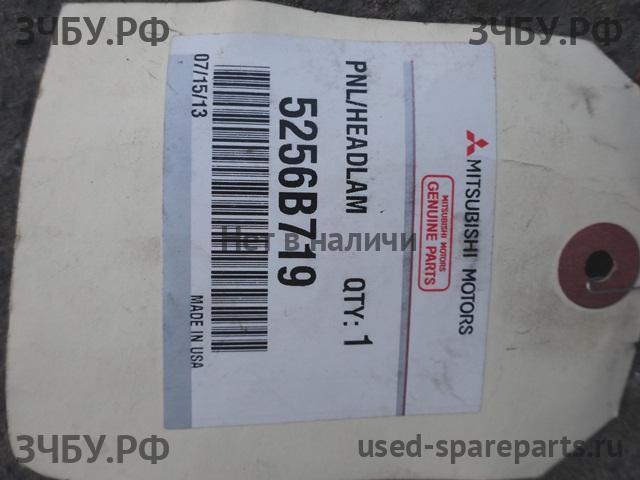 MITSUBISHI MOTORS
MITSUBISHI MOTORS
GENUINE PARTS
PNL/HEADLAM QTY: 1
5256B719
07/15/13 MADE IN USA
ЗЧБУ.РФ
ЗЧБУ.РФ
Нет в наличии
ЗЧБУ.РФ
used-spareparts.ru